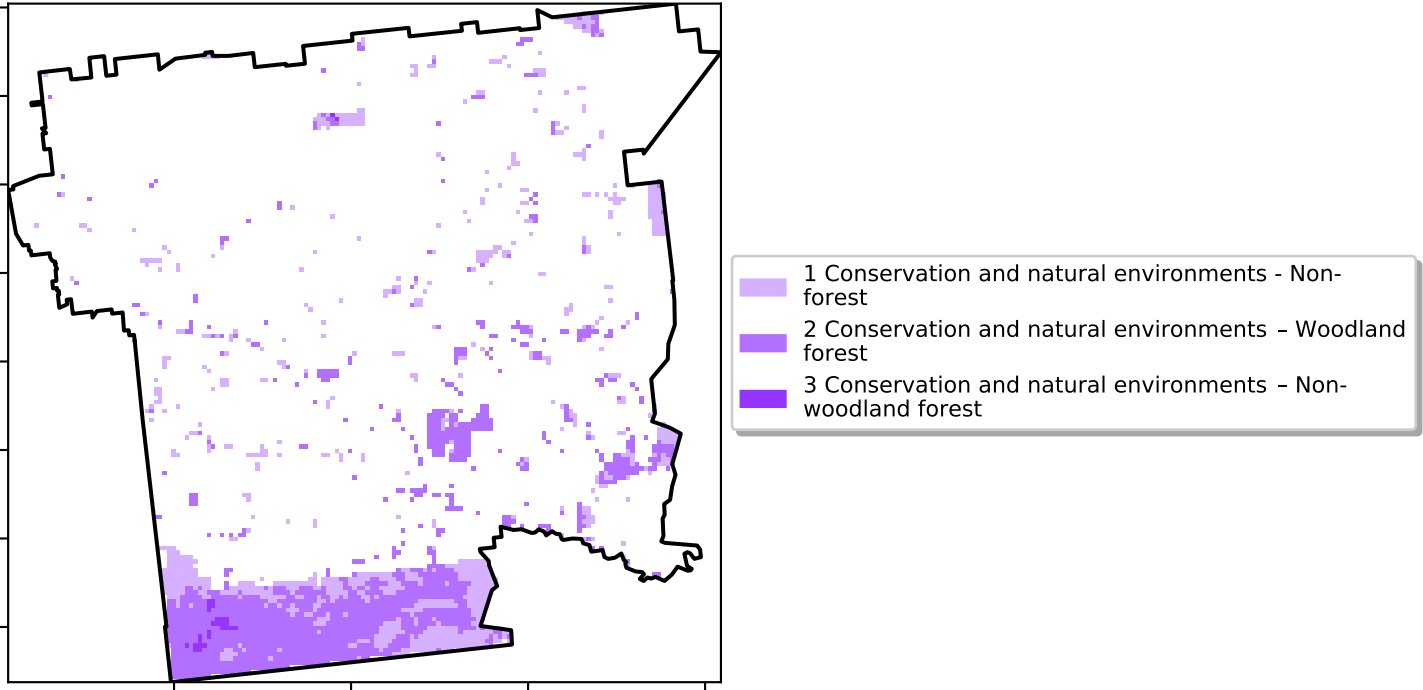 1 Conservation and natural environments - Non-
forest
2 Conservation and natural environments – Woodland
forest
3 Conservation and natural environments – Non-
woodland forest